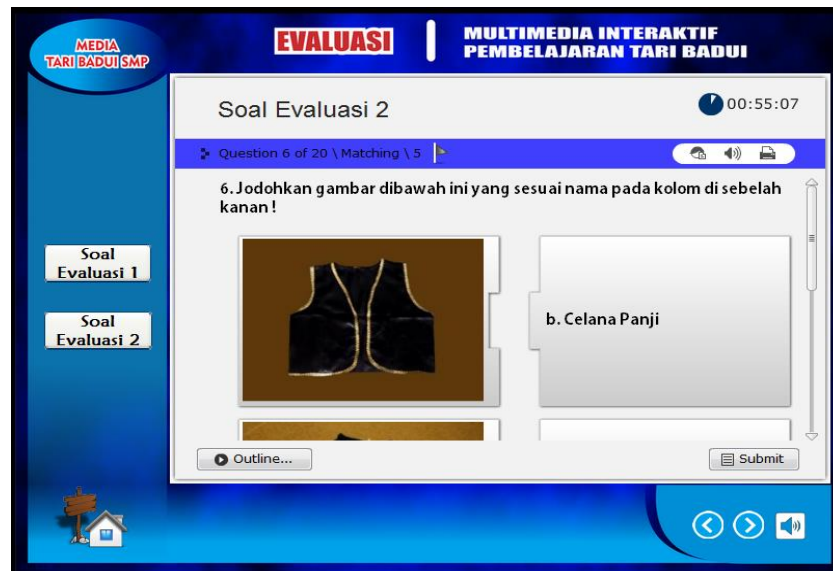 MEDIA
TARI BADUI SMP
EVALUASI
MULTIMEDIA INTERAKTIF
PEMBELAJARAN TARI BADUI
Soal Evaluasi 2
00:55:07
Question 6 of 20 \ Matching \ 5
6.Jodohkan gambar dibawah ini yang sesuai nama pada kolom di sebelah
kanan !
Soal
Evaluasi 1
Soal
Evaluasi 2
b. Celana Panji
Outline...
Submit